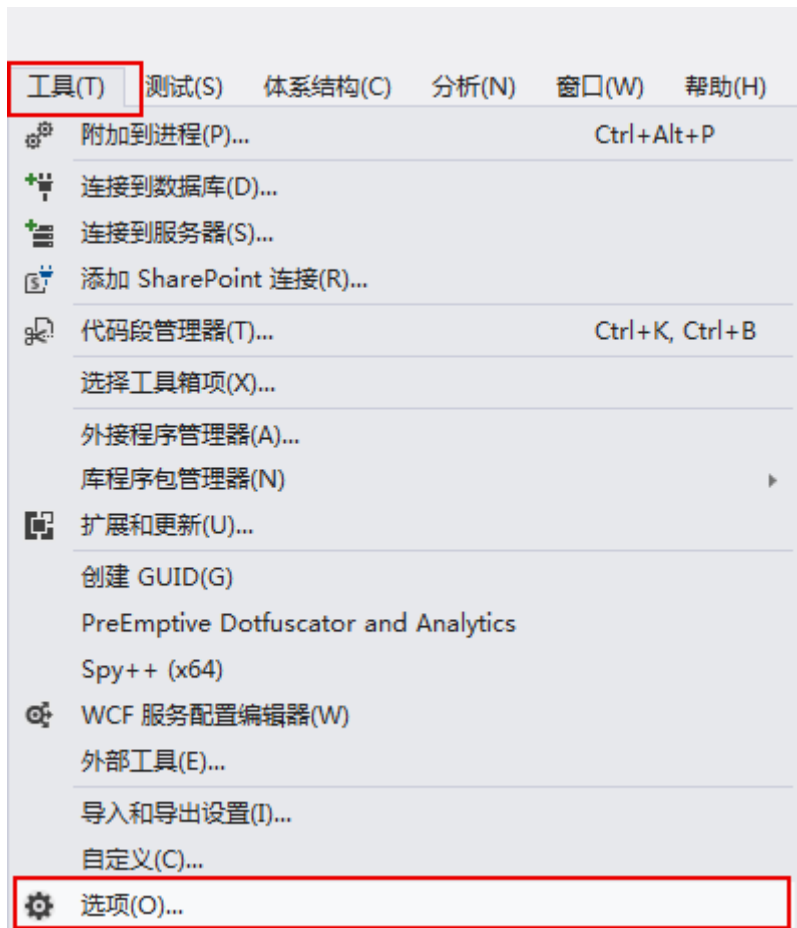 工具(T) 测试(S) 体系结构(C) 分析(N) 窗口(W) 帮助(H)
附加到进程(P)... Ctrl+Alt+P
连接到数据库(D)...
连接到服务器(S)...
添加 SharePoint 连接(R)...
代码段管理器(T)... Ctrl+K, Ctrl+B
选择工具箱项(X)...
外接程序管理器(A)...
库程序包管理器(N)
扩展和更新(U)...
创建 GUID(G)
PreEmptive Dotfuscator and Analytics
Spy++ (x64)
WCF 服务配置编辑器(W)
外部工具(E)...
导入和导出设置(I)...
自定义(C)...
选项(O)...